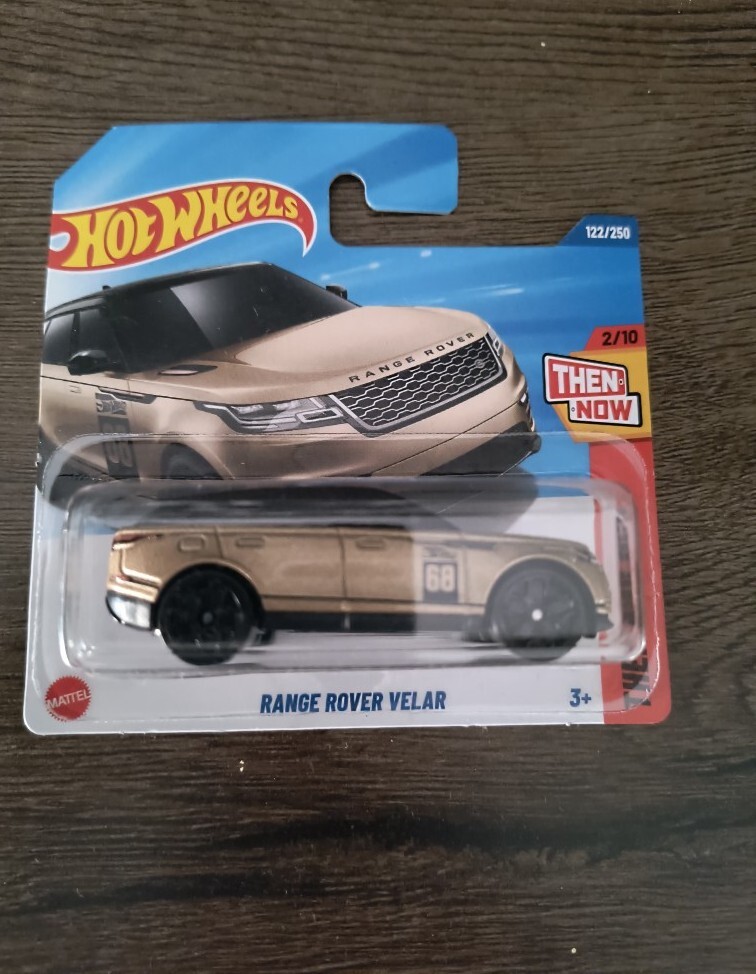 HOT WHEELS
122/250
2/10
THEN
NOW
RANGE ROVER
68
MATTEL
RANGE ROVER VELAR
3+